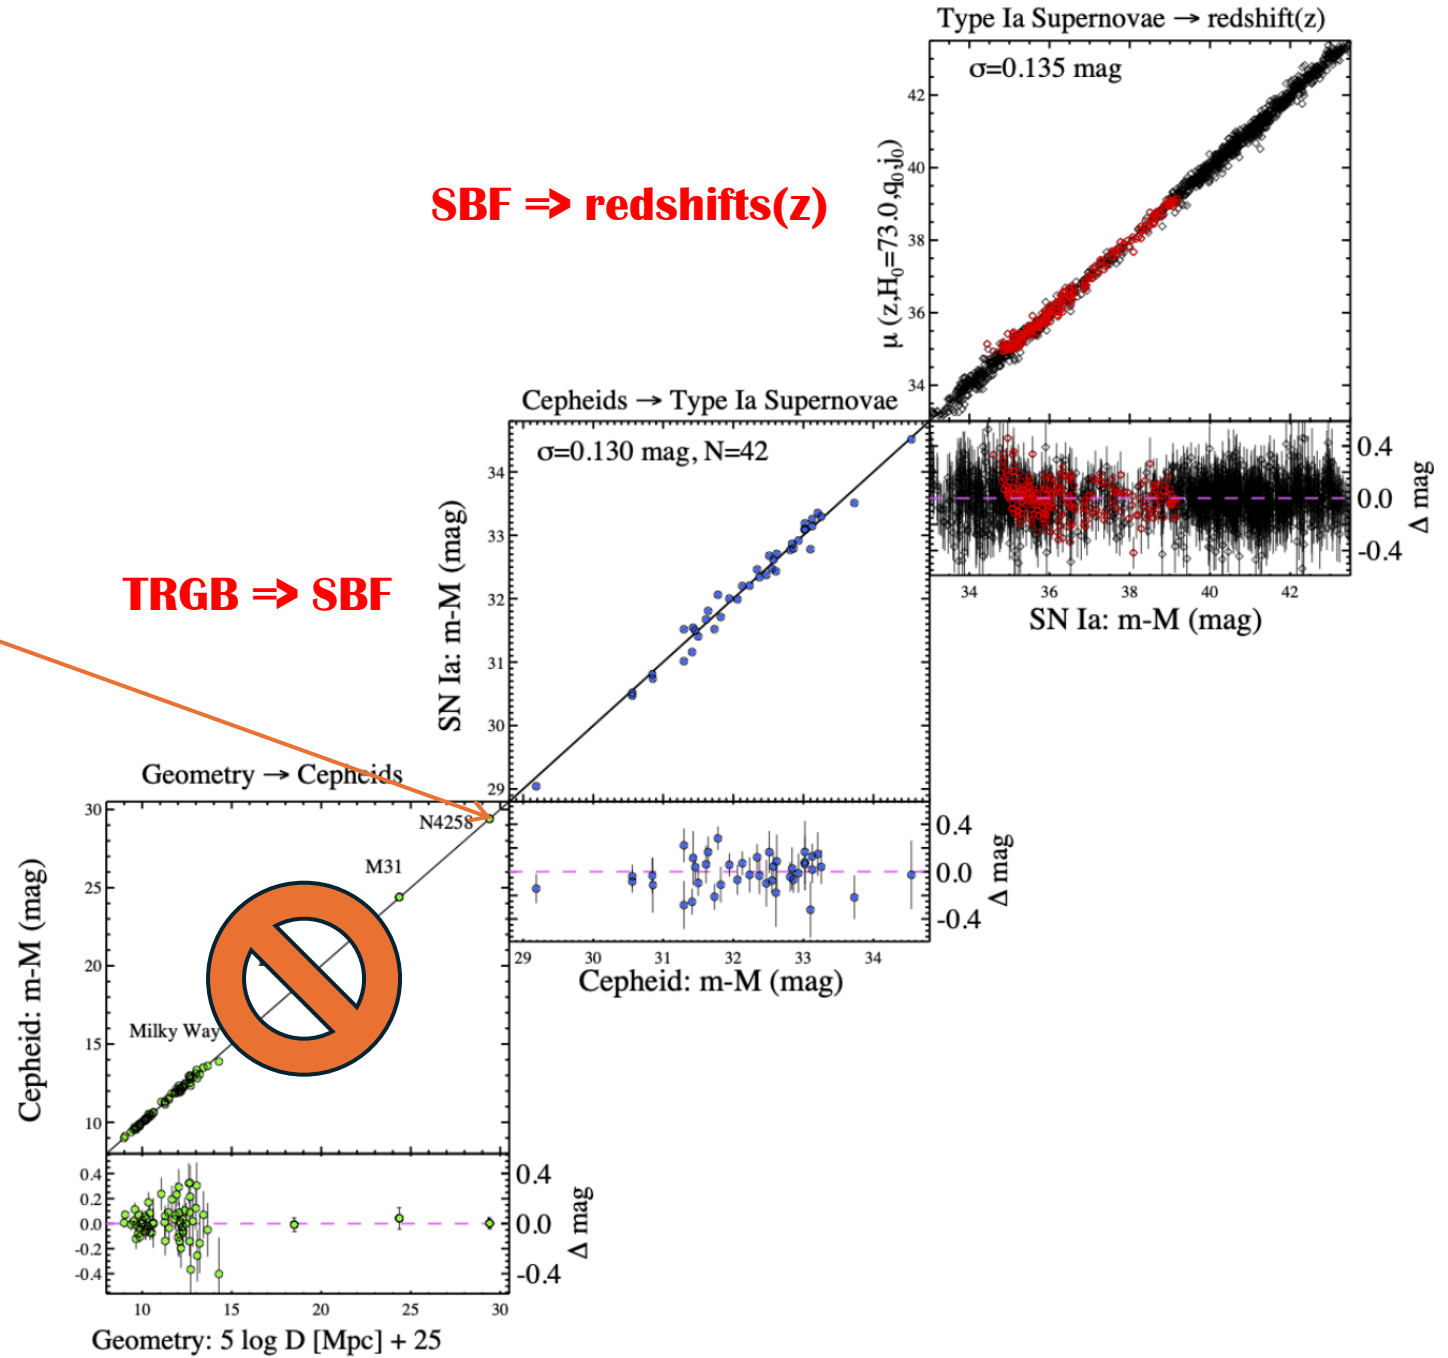 Type Ia Supernovae → redshift(z)
σ=0.135 mag
42
40
38
36
34
μ (z,H₀=73.0,q₀,j₀)
SBF => redshifts(z)
0.4
0.0
-0.4
Δ mag
34 36 38 40 42
SN Ia: m-M (mag)
Cepheids → Type Ia Supernovae
σ=0.130 mag, N=42
34
33
32
31
30
29
SN Ia: m-M (mag)
TRGB => SBF
0.4
0.0
-0.4
Δ mag
29 30 31 32 33 34
Cepheid: m-M (mag)
Geometry → Cepheids
30
25
20
15
10
Cepheid: m-M (mag)
N4258
M31
Milky Way
0.4
0.2
0.0
-0.2
-0.4
0.4
0.0
-0.4
Δ mag
10 15 20 25 30
Geometry: 5 log D [Mpc] + 25